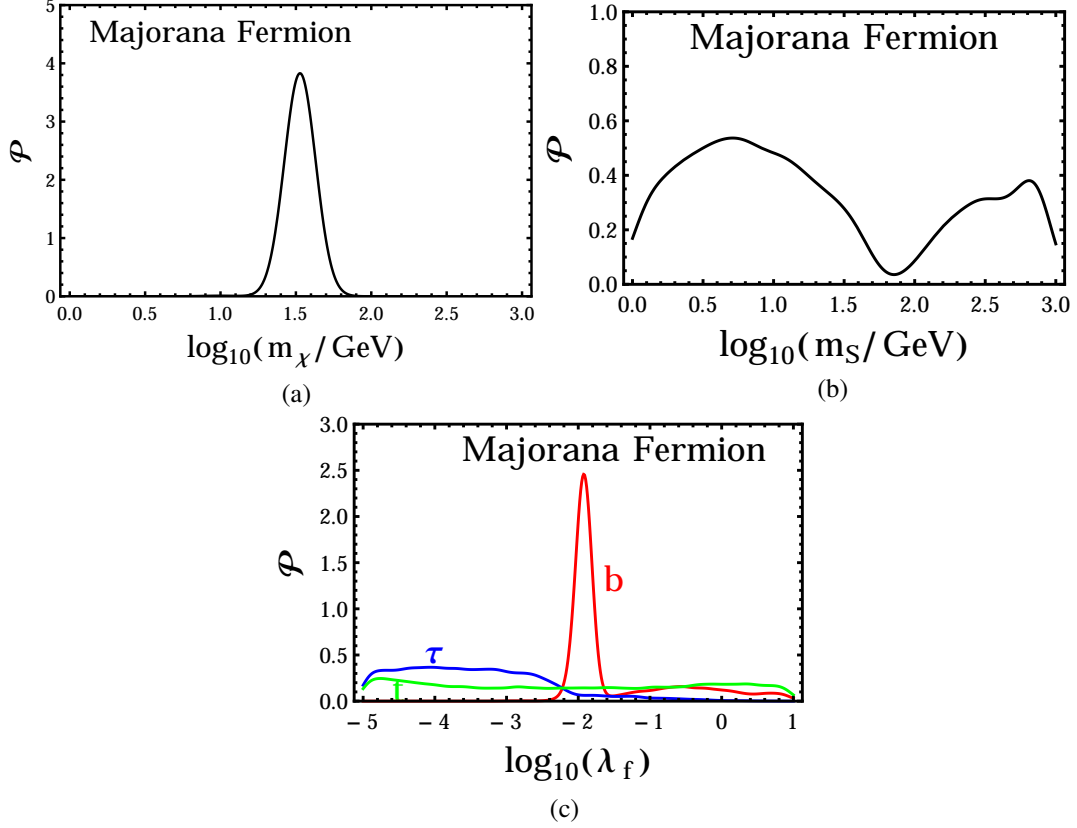 Majorana Fermion
5
4
3
2
1
0
𝒫
0.0 0.5 1.0 1.5 2.0 2.5 3.0
log10(mχ/GeV)
(a)
Majorana Fermion
1.0
0.8
0.6
0.4
0.2
0.0
𝒫
0.0 0.5 1.0 1.5 2.0 2.5 3.0
log10(mS/GeV)
(b)
Majorana Fermion
3.0
2.5
2.0
1.5
1.0
0.5
0.0
𝒫
b
τ
t
−5 −4 −3 −2 −1 0 1
log10(λf)
(c)